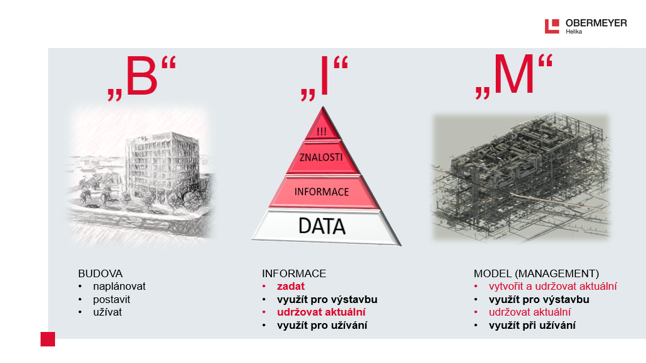 OBERMEYER
Helika
„B“
„I“
„M“
!!!
ZNALOSTI
INFORMACE
DATA
BUDOVA
• naplánovat
• postavit
• užívat
INFORMACE
• zadat
• využít pro výstavbu
• udržovat aktuální
• využít pro užívání
MODEL (MANAGEMENT)
• vytvořit a udržovat aktuální
• využít pro výstavbu
• udržovat aktuální
• využít při užívání